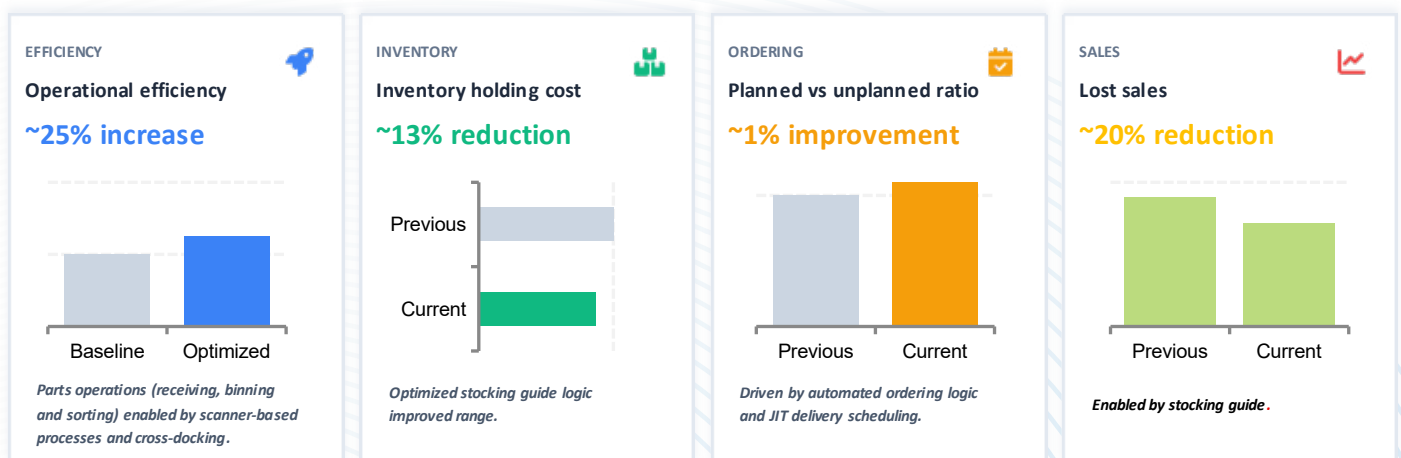 EFFICIENCY
Operational efficiency
~25% increase
Baseline
Optimized
Parts operations (receiving, binning
and sorting) enabled by scanner-based
processes and cross-docking.
INVENTORY
Inventory holding cost
~13% reduction
Previous
Current
Optimized stocking guide logic
improved range.
ORDERING
Planned vs unplanned ratio
~1% improvement
Previous
Current
Driven by automated ordering logic
and JIT delivery scheduling.
SALES
Lost sales
~20% reduction
Previous
Current
Enabled by stocking guide.